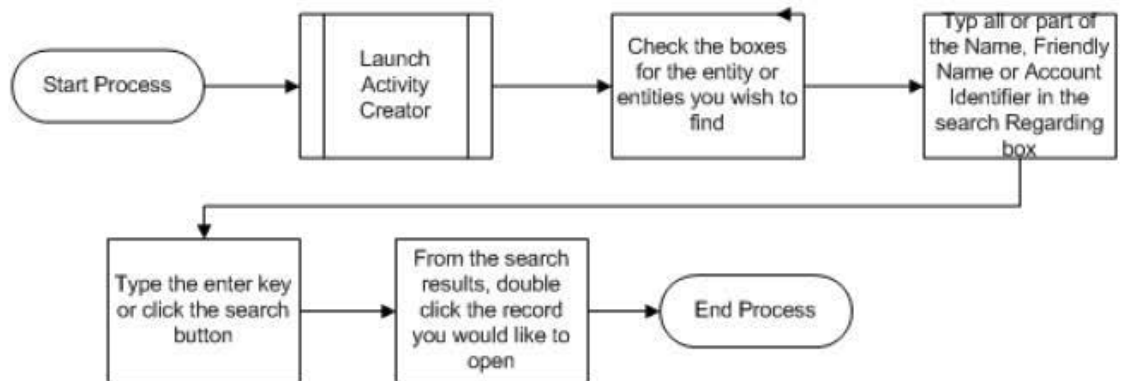 Start Process
Launch
Activity
Creator
Check the boxes
for the entity or
entities you wish to
find
Typ all or part of
the Name, Friendly
Name or Account
Identifier in the
search Regarding
box
Type the enter key
or click the search
button
From the search
results, double
click the record
you would like to
open
End Process